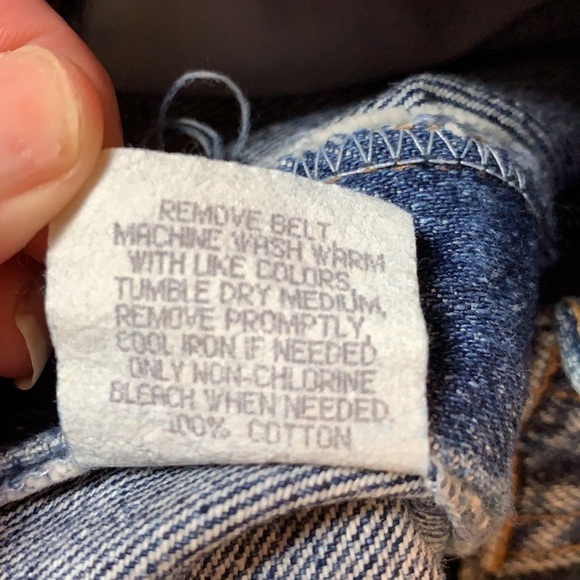 REMOVE BELT
MACHINE WASH WARM
WITH LIKE COLORS,
TUMBLE DRY MEDIUM,
REMOVE PROMPTLY,
COOL IRON IF NEEDED
ONLY NON-CHLORINE
BLEACH WHEN NEEDED.
100% COTTON